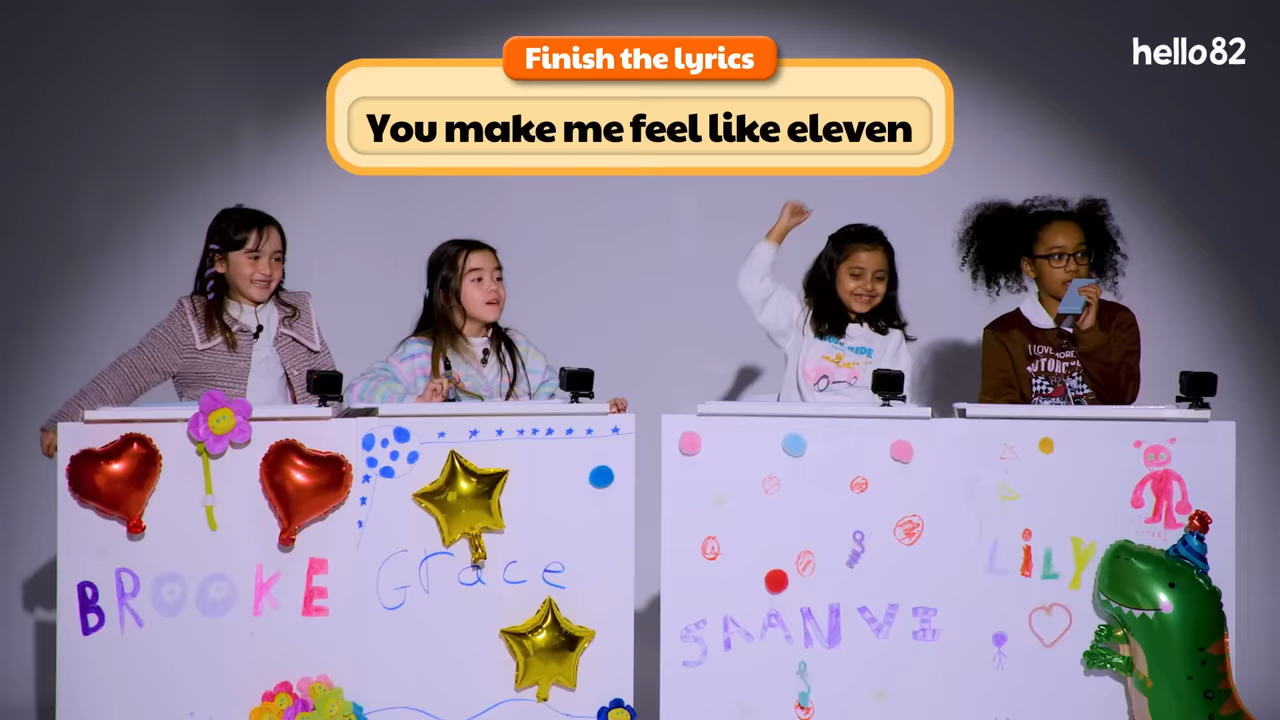 Finish the lyrics
hello82
You make me feel like eleven
I LOVE MORE
BROOKE
Grace
SAANVI
LILY